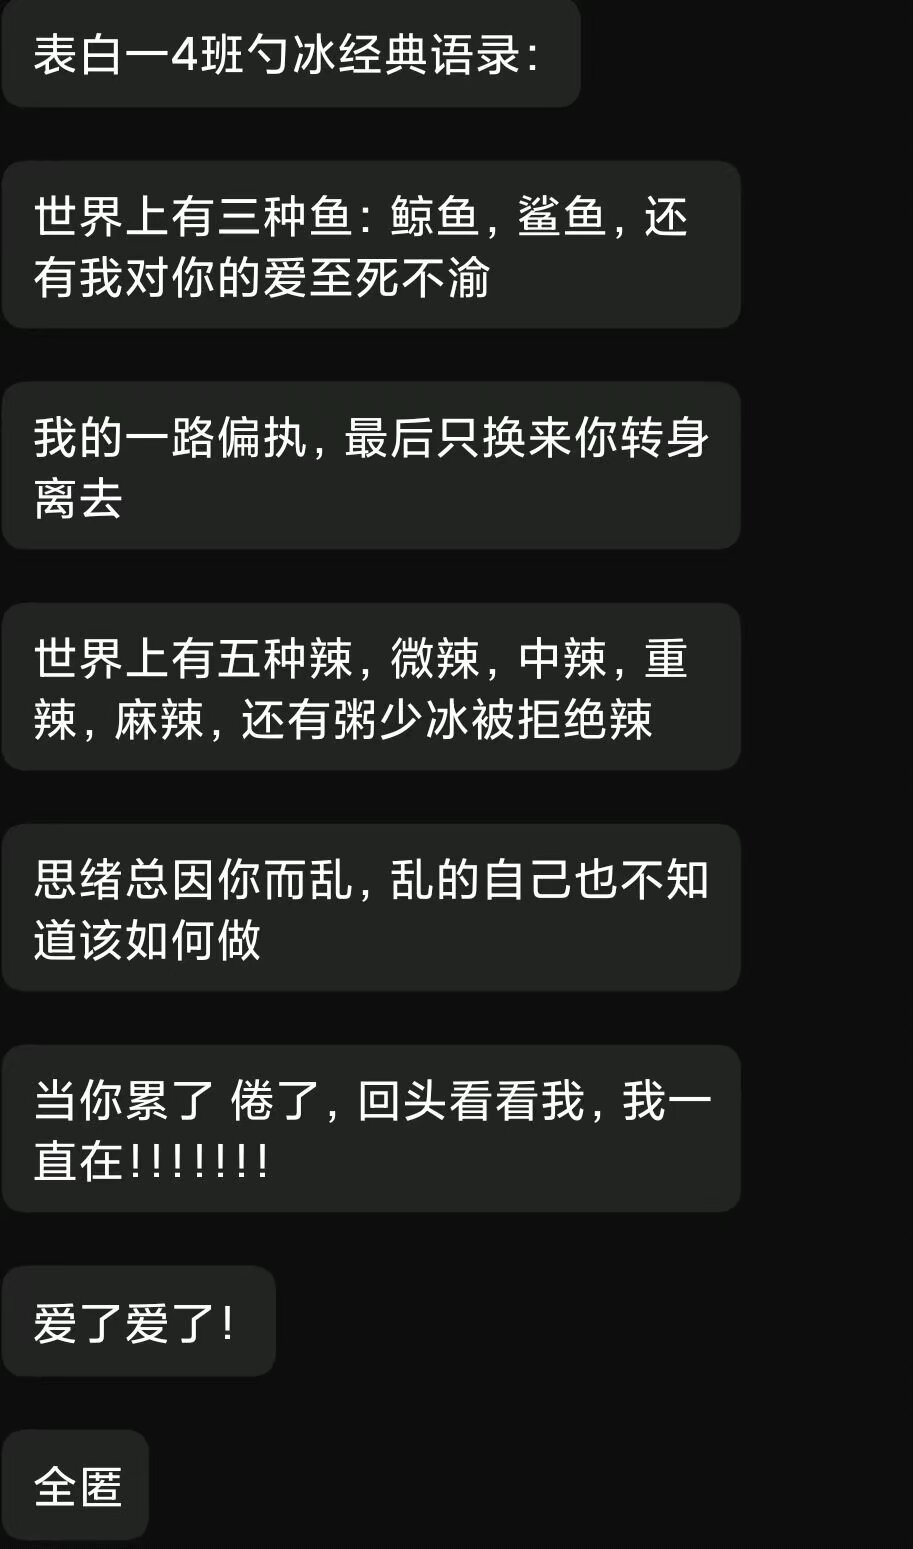 表白一4班勺冰经典语录：
世界上有三种鱼：鲸鱼，鲨鱼，还
有我对你的爱至死不渝
我的一路偏执，最后只换来你转身
离去
世界上有五种辣，微辣，中辣，重
辣，麻辣，还有粥少冰被拒绝辣
思绪总因你而乱，乱的自己也不知
道该如何做
当你累了 倦了，回头看看我，我一
直在!!!!!!!
爱了爱了！
全匿